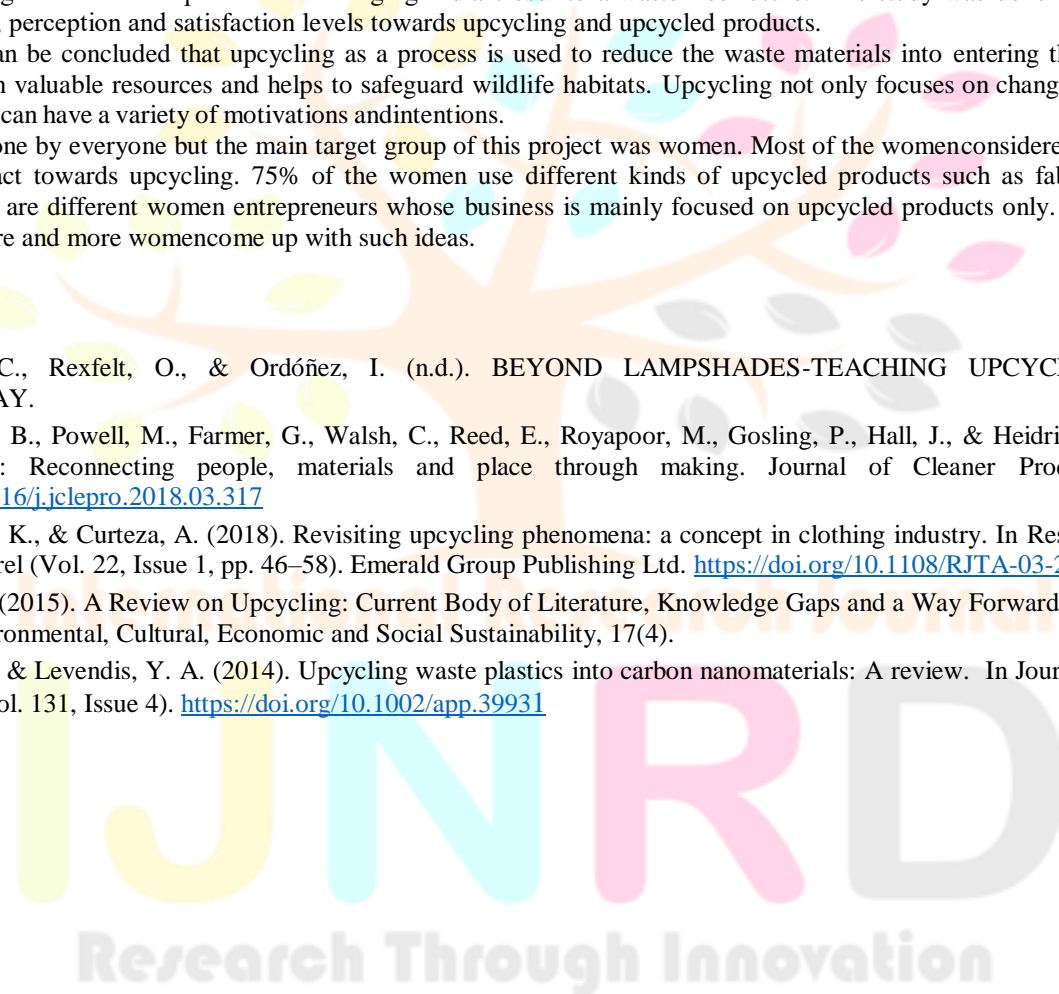 , perception and satisfaction levels towards upcycling and upcycled products.
an be concluded that upcycling as a process is used to reduce the waste materials into entering th
n valuable resources and helps to safeguard wildlife habitats. Upcycling not only focuses on chang
can have a variety of motivations andintentions.
one by everyone but the main target group of this project was women. Most of the womenconsidere
act towards upcycling. 75% of the women use different kinds of upcycled products such as fab
are different women entrepreneurs whose business is mainly focused on upcycled products only.
re and more womencome up with such ideas.
C., Rexfelt, O., & Ordóñez, I. (n.d.). BEYOND LAMPSHADES-TEACHING UPCYC
AY.
B., Powell, M., Farmer, G., Walsh, C., Reed, E., Royapoor, M., Gosling, P., Hall, J., & Heidri
: Reconnecting people, materials and place through making. Journal of Cleaner Proc
16/j.jclepro.2018.03.317
K., & Curteza, A. (2018). Revisiting upcycling phenomena: a concept in clothing industry. In Res
rel (Vol. 22, Issue 1, pp. 46–58). Emerald Group Publishing Ltd. https://doi.org/10.1108/RJTA-03-2
(2015). A Review on Upcycling: Current Body of Literature, Knowledge Gaps and a Way Forward
ronmental, Cultural, Economic and Social Sustainability, 17(4).
International Research Journal
& Levendis, Y. A. (2014). Upcycling waste plastics into carbon nanomaterials: A review. In Jour
ol. 131, Issue 4). https://doi.org/10.1002/app.39931
IJNRD
Research Through Innovation